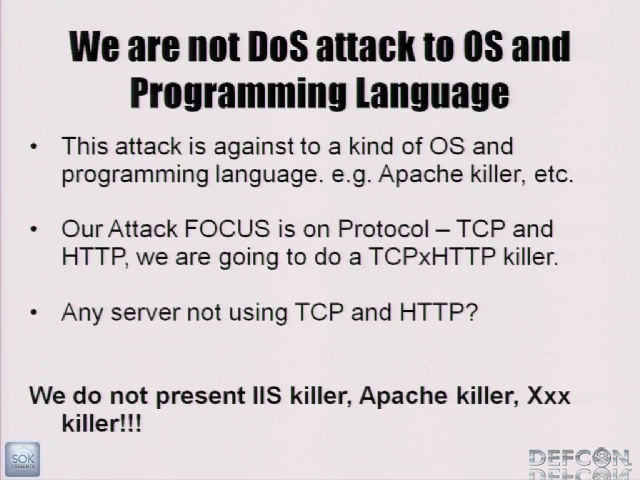 We are not DoS attack to OS and
Programming Language
• This attack is against to a kind of OS and
programming language. e.g. Apache killer, etc.
• Our Attack FOCUS is on Protocol – TCP and
HTTP, we are going to do a TCPxHTTP killer.
• Any server not using TCP and HTTP?
We do not present IIS killer, Apache killer, Xxx
killer!!!
SOK
PRESENTS
DEFCON